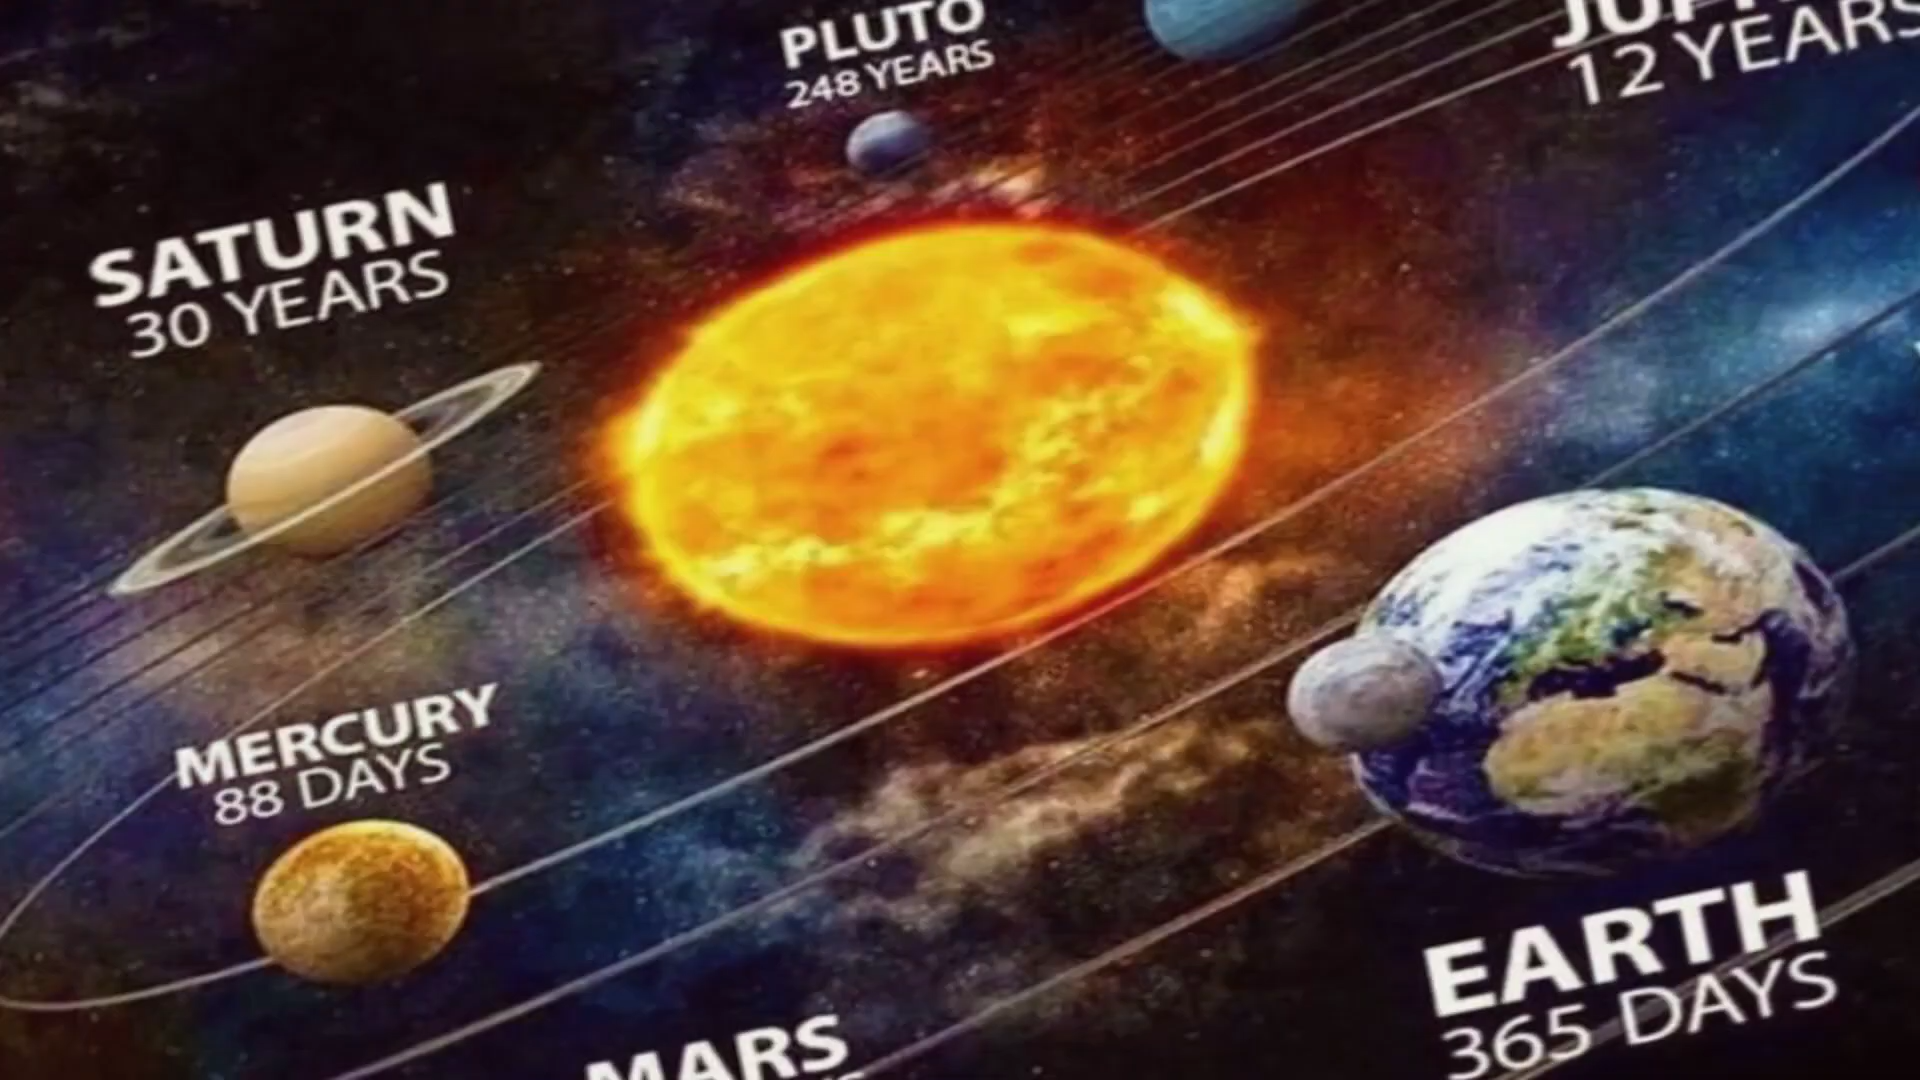 PLUTO
248 YEARS
12 YEARS
SATURN
30 YEARS
MERCURY
88 DAYS
EARTH
365 DAYS
MARS